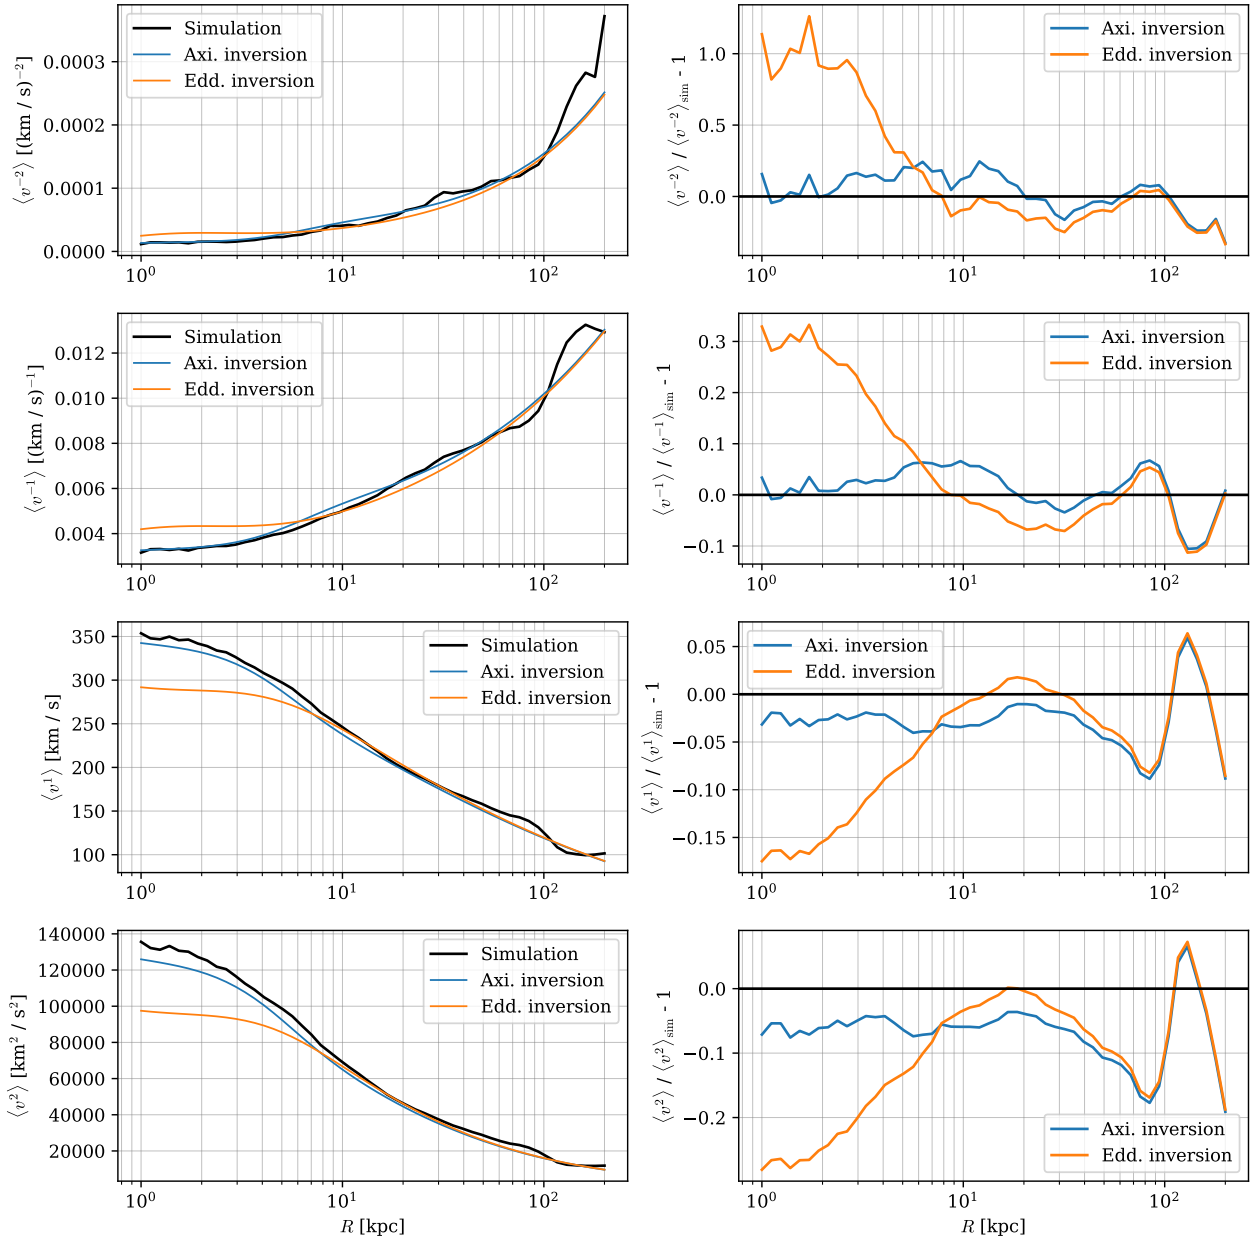 ⟨v⁻²⟩ [(km / s)⁻²]
0.0003
0.0002
0.0001
0.0000
Simulation
Axi. inversion
Edd. inversion
10⁰ 10¹ 10²
⟨v⁻²⟩ / ⟨v⁻²⟩sim - 1
1.0
0.5
0.0
Axi. inversion
Edd. inversion
10⁰ 10¹ 10²
⟨v⁻¹⟩ [(km / s)⁻¹]
0.012
0.010
0.008
0.006
0.004
Simulation
Axi. inversion
Edd. inversion
10⁰ 10¹ 10²
⟨v⁻¹⟩ / ⟨v⁻¹⟩sim - 1
0.3
0.2
0.1
0.0
−0.1
Axi. inversion
Edd. inversion
10⁰ 10¹ 10²
⟨v¹⟩ [km / s]
350
300
250
200
150
100
Simulation
Axi. inversion
Edd. inversion
10⁰ 10¹ 10²
⟨v¹⟩ / ⟨v¹⟩sim - 1
0.05
0.00
−0.05
−0.10
−0.15
Axi. inversion
Edd. inversion
10⁰ 10¹ 10²
⟨v²⟩ [km² / s²]
140000
120000
100000
80000
60000
40000
20000
Simulation
Axi. inversion
Edd. inversion
10⁰ 10¹ 10²
R [kpc]
⟨v²⟩ / ⟨v²⟩sim - 1
0.0
−0.1
−0.2
Axi. inversion
Edd. inversion
10⁰ 10¹ 10²
R [kpc]